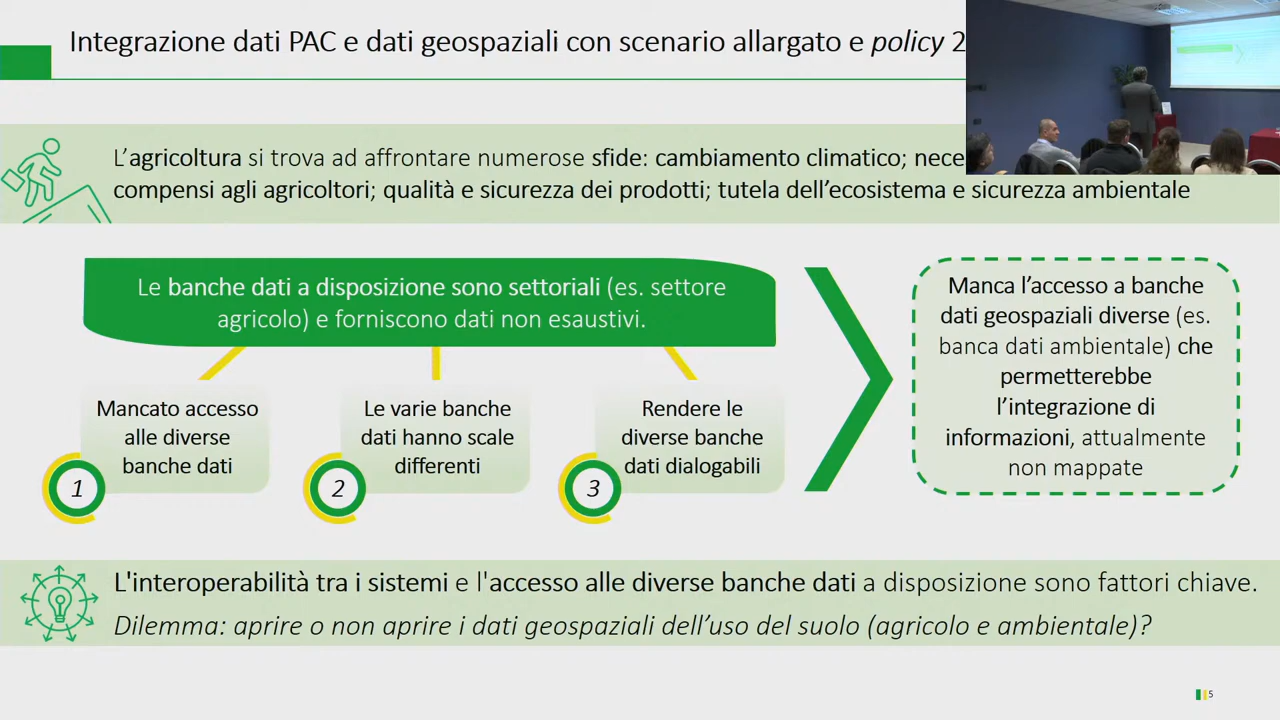 Integrazione dati PAC e dati geospaziali con scenario allargato e policy 2
L’agricoltura si trova ad affrontare numerose sfide: cambiamento climatico;
compensi agli agricoltori; qualità e sicurezza dei prodotti; tutela dell’ecosistema e sicurezza ambientale
Le banche dati a disposizione sono settoriali (es. settore
agricolo) e forniscono dati non esaustivi.
Mancato accesso
alle diverse
banche dati
1
Le varie banche
dati hanno scale
differenti
2
Rendere le
diverse banche
dati dialogabili
3
Manca l’accesso a banche
dati geospaziali diverse (es.
banca dati ambientale) che
permetterebbe
l’integrazione di
informazioni, attualmente
non mappate
L'interoperabilità tra i sistemi e l'accesso alle diverse banche dati a disposizione sono fattori chiave.
Dilemma: aprire o non aprire i dati geospaziali dell’uso del suolo (agricolo e ambientale)?
5